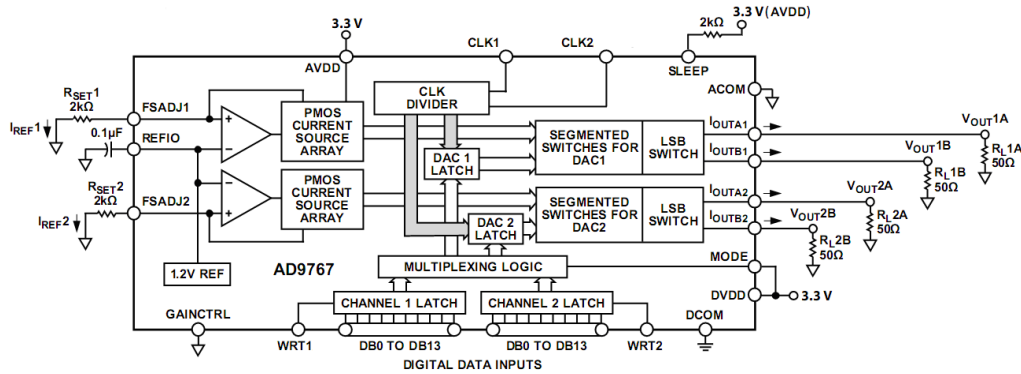 3.3 V
2kΩ
3.3 V (AVDD)
CLK1
CLK2
AVDD
SLEEP
CLK
DIVIDER
ACOM
RSET1
2kΩ
FSADJ1
IREF1
0.1µF
REFIO
PMOS
CURRENT
SOURCE
ARRAY
SEGMENTED
SWITCHES FOR
DAC1
LSB
SWITCH
IOUTA1
VOUT1A
RL1A
50Ω
IOUTB1
VOUT1B
RL1B
50Ω
DAC 1
LATCH
RSET2
2kΩ
FSADJ2
IREF2
PMOS
CURRENT
SOURCE
ARRAY
SEGMENTED
SWITCHES FOR
DAC2
LSB
SWITCH
IOUTA2
VOUT2A
RL2A
50Ω
IOUTB2
VOUT2B
RL2B
50Ω
DAC 2
LATCH
1.2V REF
AD9767
MULTIPLEXING LOGIC
MODE
DVDD
3.3 V
CHANNEL 1 LATCH
CHANNEL 2 LATCH
GAINCTRL
DCOM
WRT1
DB0 TO DB13
DB0 TO DB13
WRT2
DIGITAL DATA INPUTS